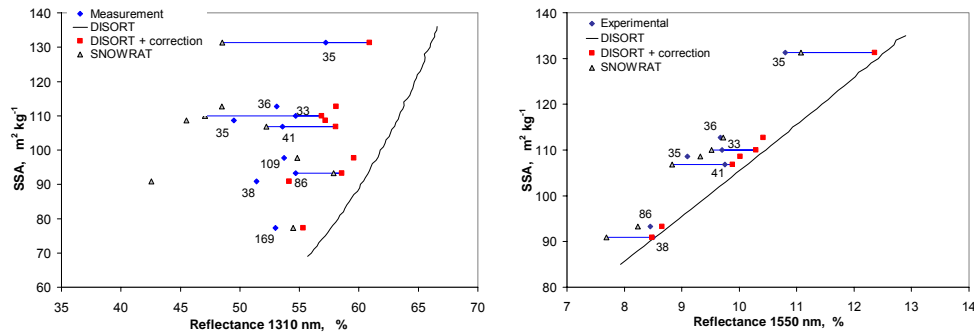 140
130
120
110
100
90
80
70
60
SSA, m² kg⁻¹
Measurement
DISORT
DISORT + correction
SNOWRAT
35
36
33
35
41
109
86
38
169
35 40 45 50 55 60 65 70
Reflectance 1310 nm, %
140
130
120
110
100
90
80
SSA, m² kg⁻¹
Experimental
DISORT
DISORT + correction
SNOWRAT
35
36
33
35
41
86
38
7 8 9 10 11 12 13 14
Reflectance 1550 nm, %